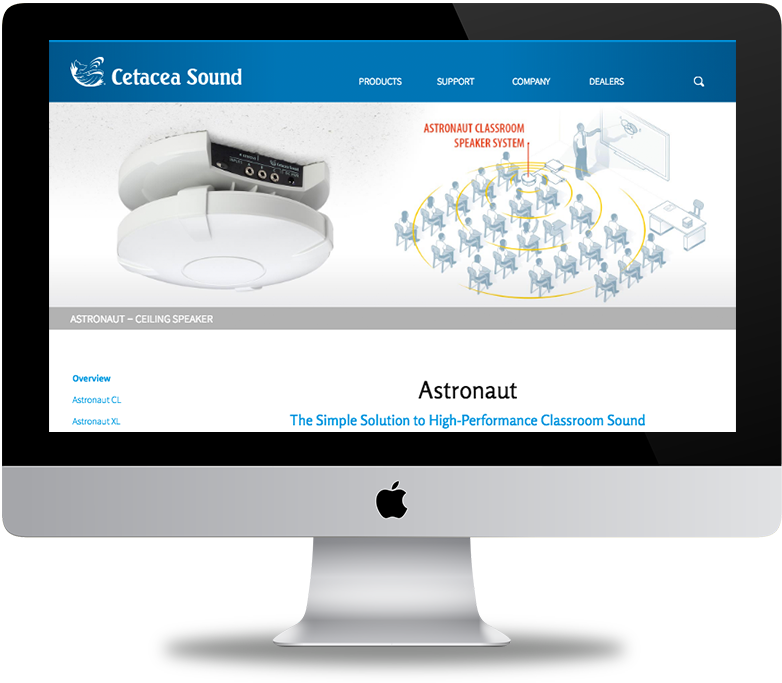 Cetacea Sound
PRODUCTS
SUPPORT
COMPANY
DEALERS
ASTRONAUT CLASSROOM
SPEAKER SYSTEM
ASTRONAUT – CEILING SPEAKER
Overview
Astronaut CL
Astronaut XL
Astronaut
The Simple Solution to High-Performance Classroom Sound